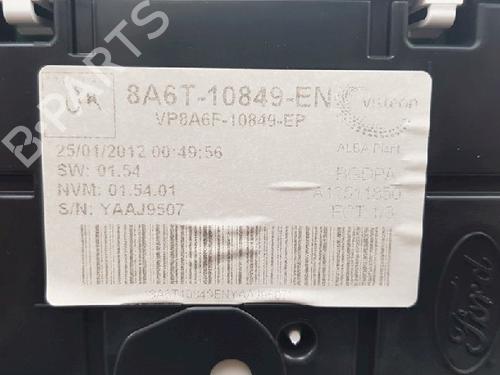 B-PARTS
8A6T-10849-EN
Visteon
VP8A6F-10849-EP
25/01/2012 00:49:56
ALBA Plant
SW: 01.54
NVM: 01.54.01
S/N: YAAJ9507
Ford